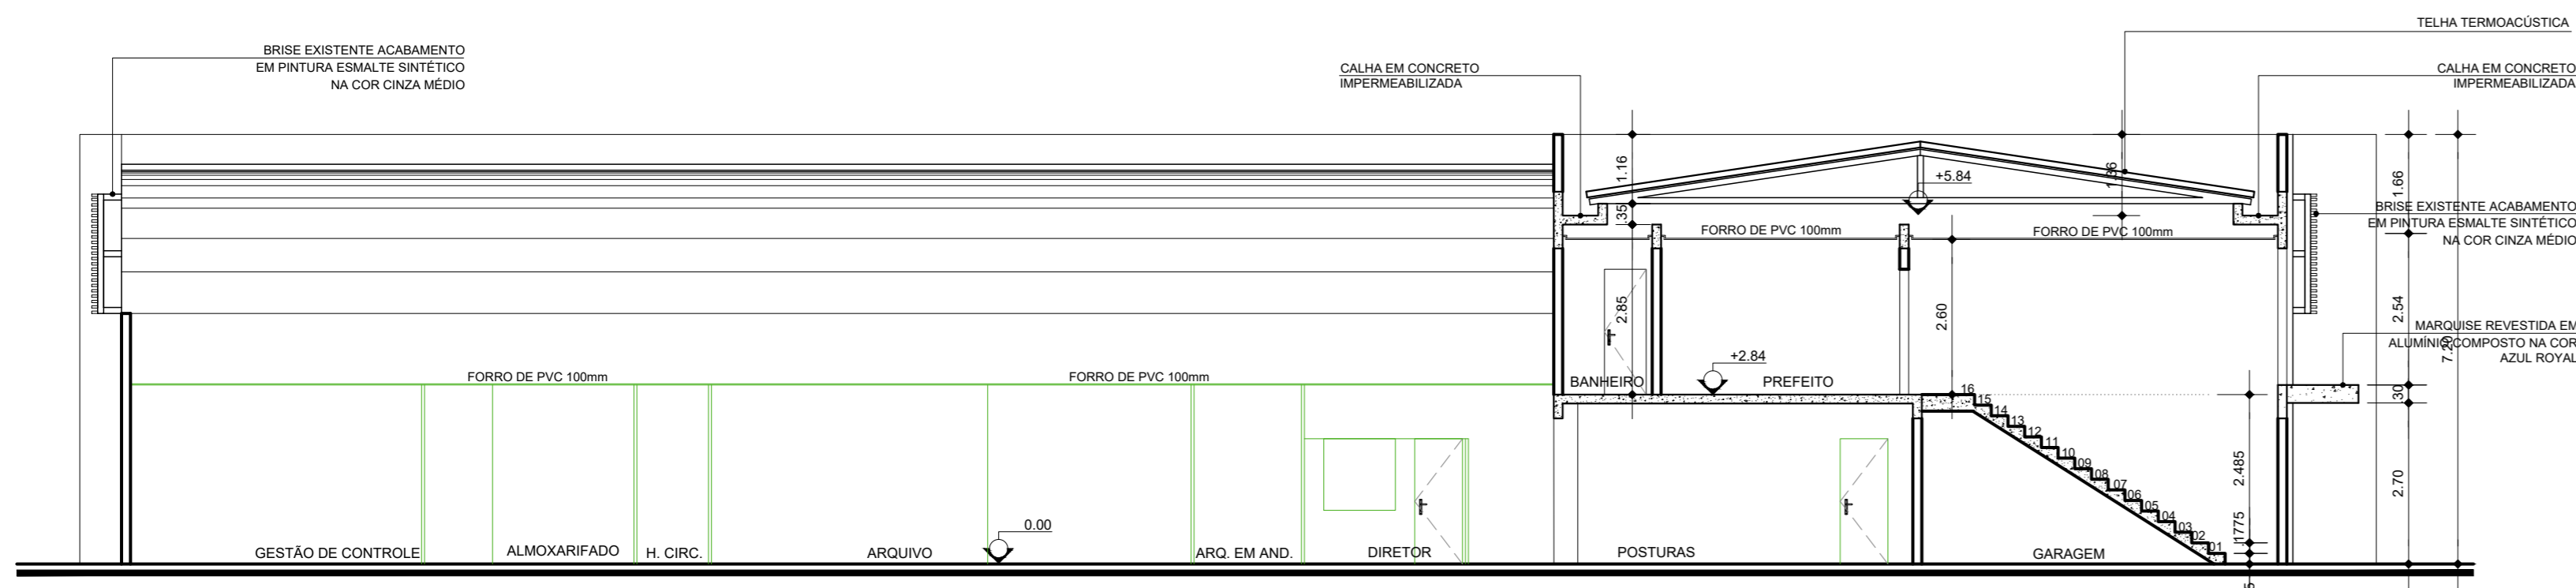 TELHA TERMOACÚSTICA
BRISE EXISTENTE ACABAMENTO
EM PINTURA ESMALTE SINTÉTICO
NA COR CINZA MÉDIO
CALHA EM CONCRETO
IMPERMEABILIZADA
CALHA EM CONCRETO
IMPERMEABILIZADA
1.16
+5.84
1.66
.35
BRISE EXISTENTE ACABAMENTO
EM PINTURA ESMALTE SINTÉTICO
NA COR CINZA MÉDIO
FORRO DE PVC 100mm
FORRO DE PVC 100mm
2.85
2.60
2.54
MARQUISE REVESTIDA EM
ALUMÍNIO COMPOSTO NA COR
AZUL ROYAL
+2.84
FORRO DE PVC 100mm
FORRO DE PVC 100mm
BANHEIRO
PREFEITO
.30
16
15
14
13
12
11
10
09
08
07
06
05
04
03
02
01
2.485
2.70
.1775
0.00
GESTÃO DE CONTROLE
ALMOXARIFADO
H. CIRC.
ARQUIVO
ARQ. EM AND.
DIRETOR
POSTURAS
GARAGEM